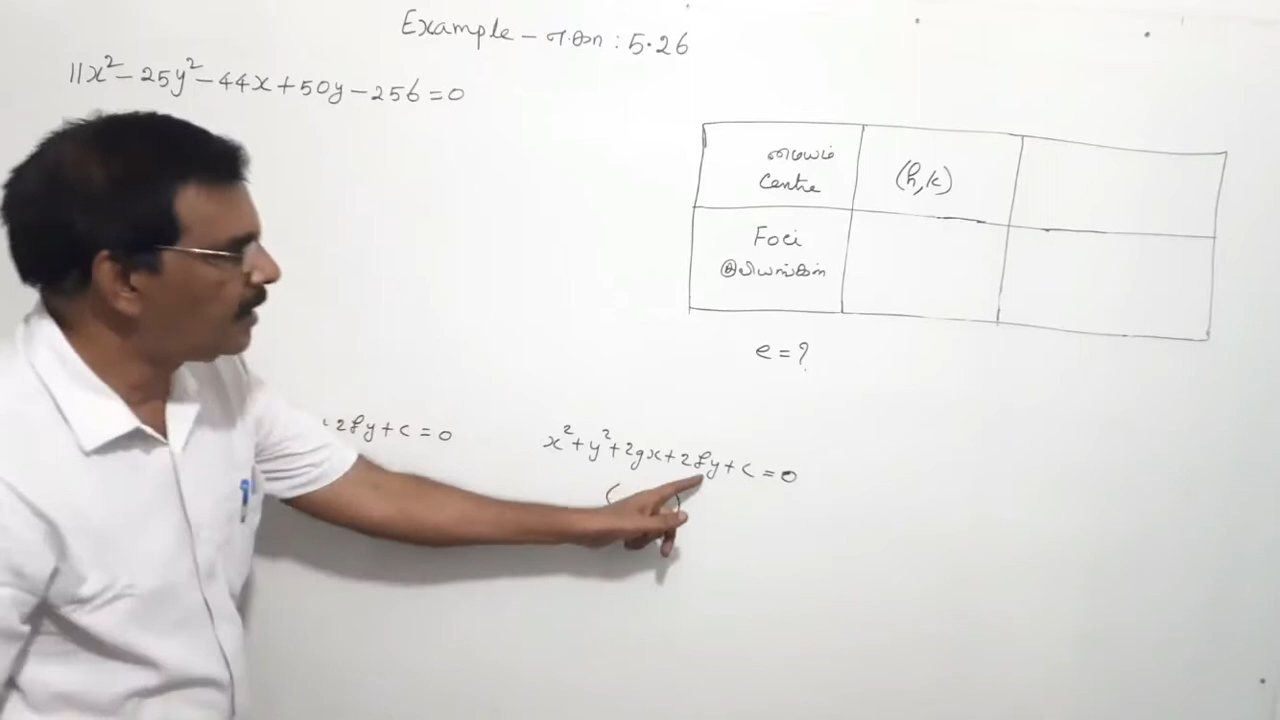 Example – எ.கா : 5.26
11x² – 25y² – 44x + 50y – 256 = 0
மையம்
Centre
(h, k)
Foci
குவியங்கள்
e = ?
2fy + c = 0
x² + y² + 2gx + 2fy + c = 0
( )